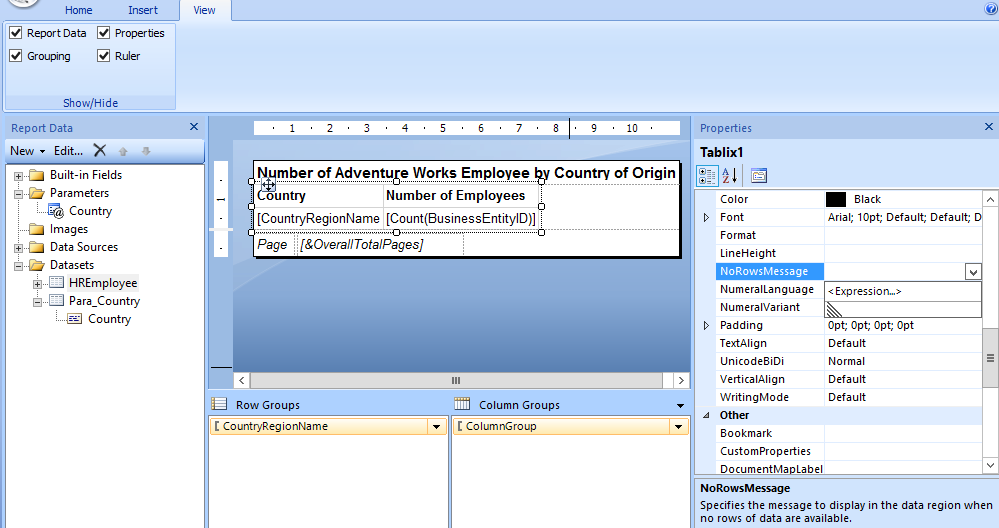 Home Insert View
Report Data Properties
Grouping Ruler
Show/Hide
Report Data
New Edit...
Built-in Fields
Parameters
Country
Images
Data Sources
Datasets
HREmployee
Para_Country
Country
1 2 3 4 5 6 7 8 9 10
1
Number of Adventure Works Employee by Country of Origin
Country Number of Employees
[CountryRegionName [Count(BusinessEntityID)]
Page [&OverallTotalPages]
Row Groups Column Groups
CountryRegionName ColumnGroup
Properties
Tablix1
Color Black
Font Arial; 10pt; Default; Default; D
Format
LineHeight
NoRowsMessage
NumeralLanguage <Expression...>
NumeralVariant
Padding 0pt; 0pt; 0pt; 0pt
TextAlign Default
UnicodeBiDi Normal
VerticalAlign Default
WritingMode Default
Other
Bookmark
CustomProperties
DocumentMapLabel
NoRowsMessage
Specifies the message to display in the data region when
no rows of data are available.